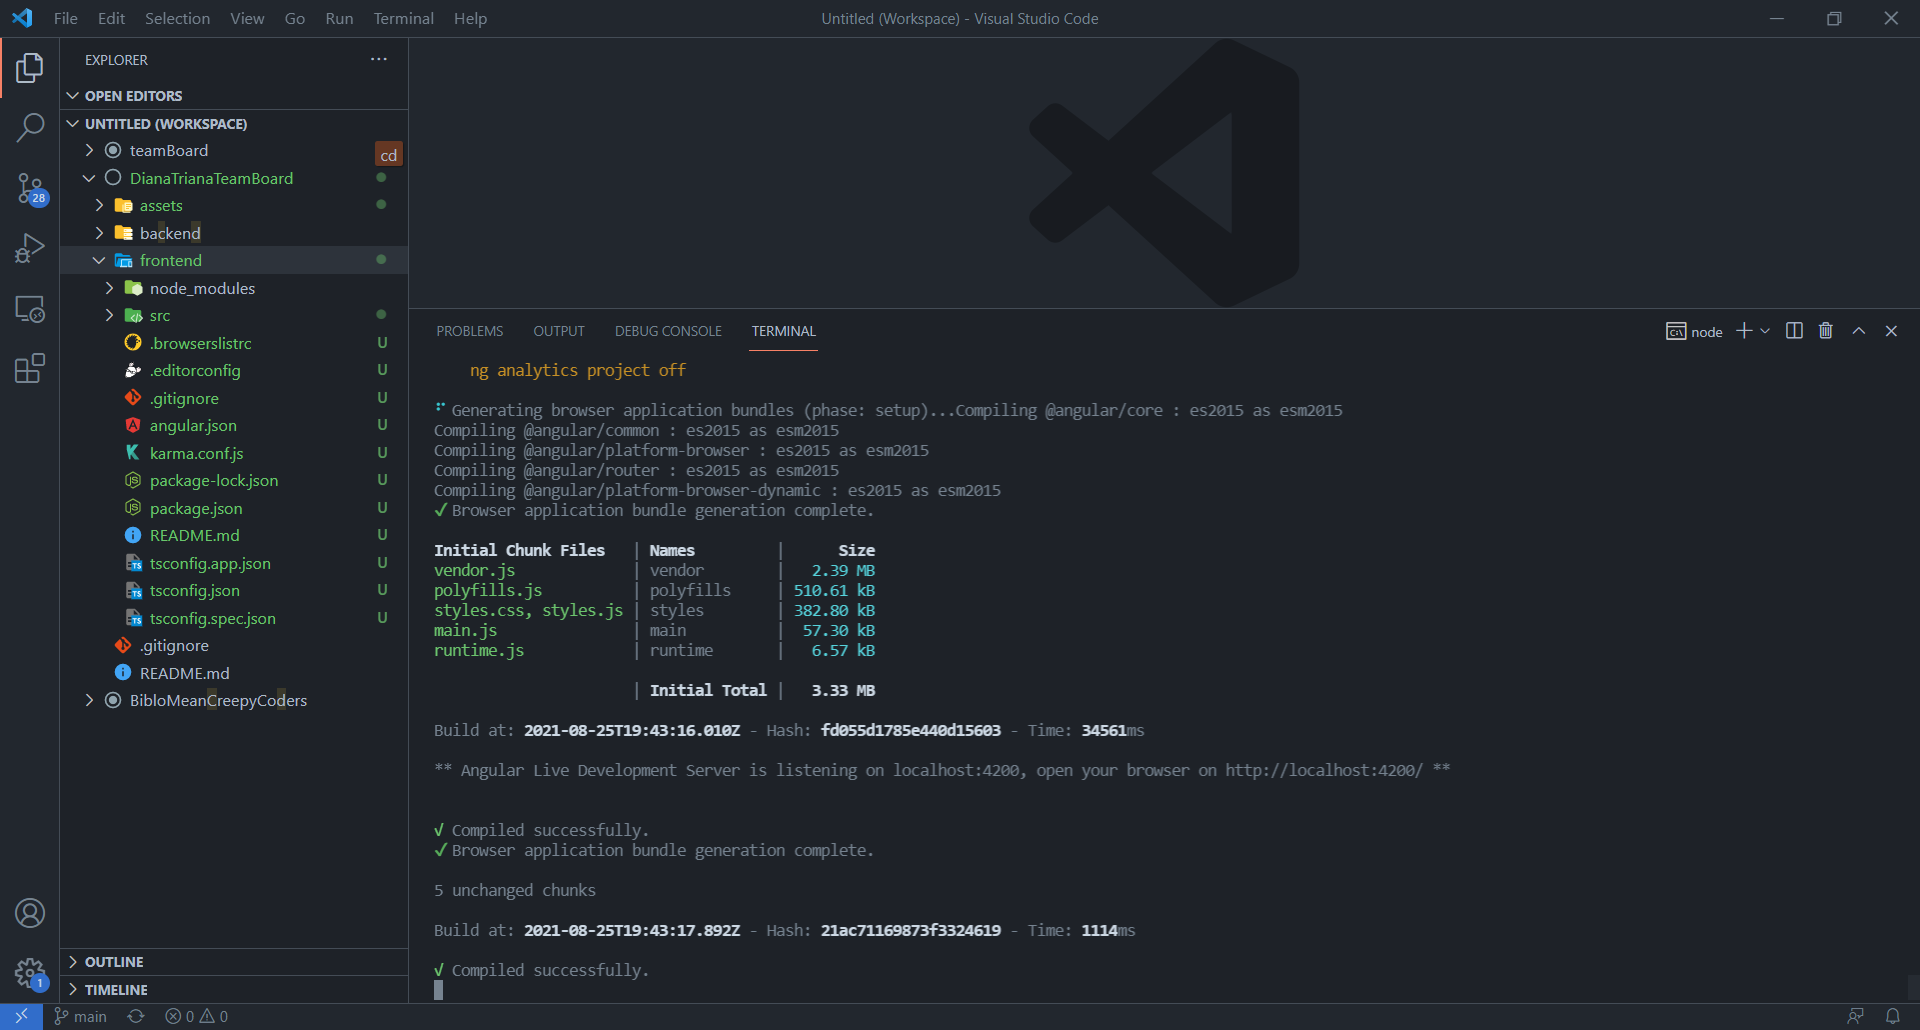 File Edit Selection View Go Run Terminal Help
Untitled (Workspace) - Visual Studio Code
EXPLORER
OPEN EDITORS
UNTITLED (WORKSPACE)
teamBoard
cd
DianaTrianaTeamBoard
assets
backend
frontend
node_modules
src
.browserslistrc U
.editorconfig U
.gitignore U
angular.json U
karma.conf.js U
package-lock.json U
package.json U
README.md U
tsconfig.app.json U
tsconfig.json U
tsconfig.spec.json U
.gitignore
README.md
BibloMeanCreepyCoders
OUTLINE
TIMELINE
28
1
PROBLEMS OUTPUT DEBUG CONSOLE TERMINAL
node
ng analytics project off
Generating browser application bundles (phase: setup)...Compiling @angular/core : es2015 as esm2015
Compiling @angular/common : es2015 as esm2015
Compiling @angular/platform-browser : es2015 as esm2015
Compiling @angular/router : es2015 as esm2015
Compiling @angular/platform-browser-dynamic : es2015 as esm2015
✓ Browser application bundle generation complete.
Initial Chunk Files | Names | Size
vendor.js | vendor | 2.39 MB
polyfills.js | polyfills | 510.61 kB
styles.css, styles.js | styles | 382.80 kB
main.js | main | 57.30 kB
runtime.js | runtime | 6.57 kB
| Initial Total | 3.33 MB
Build at: 2021-08-25T19:43:16.010Z - Hash: fd055d1785e440d15603 - Time: 34561ms
** Angular Live Development Server is listening on localhost:4200, open your browser on http://localhost:4200/ **
√ Compiled successfully.
✓ Browser application bundle generation complete.
5 unchanged chunks
Build at: 2021-08-25T19:43:17.892Z - Hash: 21ac71169873f3324619 - Time: 1114ms
√ Compiled successfully.
main 0 0